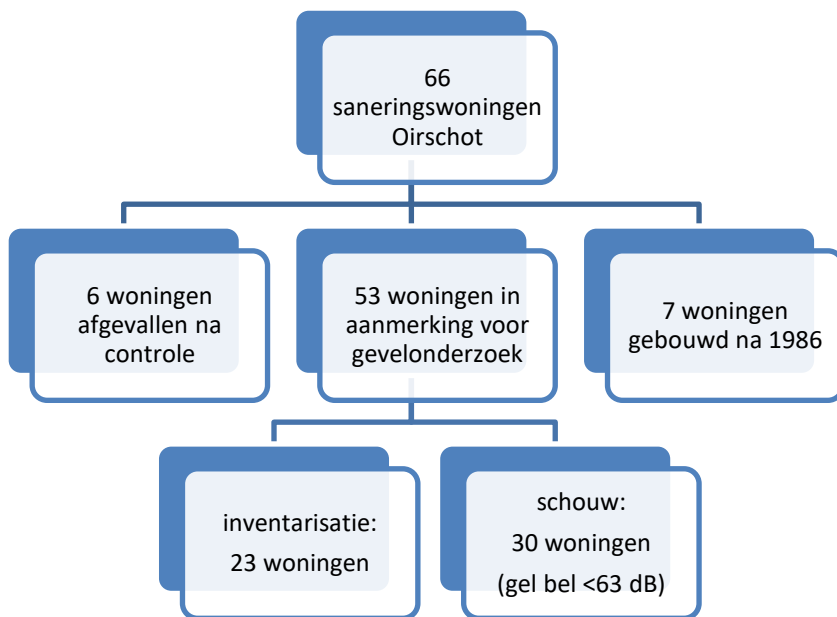 66
saneringswoningen
Oirschot
6 woningen
afgevallen na
controle
53 woningen in
aanmerking voor
gevelonderzoek
7 woningen
gebouwd na 1986
inventarisatie:
23 woningen
schouw:
30 woningen
(gel bel <63 dB)